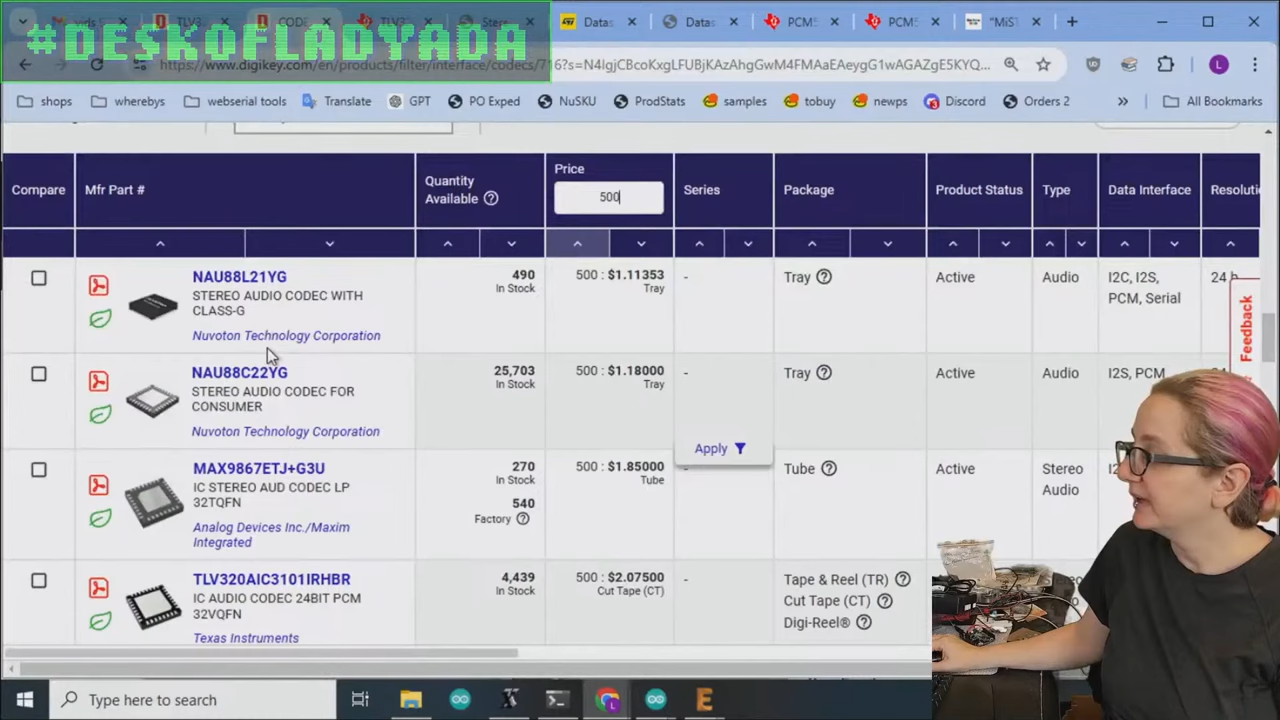 #DESKOFLADYADA
TLV3
CODE
TLV3
Stere
Datas
Datas
PCM5
PCM5
"MiST
https://www.digikey.com/en/products/filter/interface/codecs/716?s=
shops
wherebys
webserial tools
Translate
GPT
PO Exped
NuSKU
ProdStats
samples
tobuy
newps
Discord
Orders 2
»
All Bookmarks
L
Compare
Mfr Part #
Quantity
Available
Price
500
Series
Package
Product Status
Type
Data Interface
Resoluti
NAU88L21YG
STEREO AUDIO CODEC WITH
CLASS-G
Nuvoton Technology Corporation
490
In Stock
500 : $1.11353
Tray
-
Tray
Active
Audio
I2C, I2S,
PCM, Serial
24 b
NAU88C22YG
STEREO AUDIO CODEC FOR
CONSUMER
Nuvoton Technology Corporation
25,703
In Stock
500 : $1.18000
Tray
-
Tray
Active
Audio
I2S, PCM
Apply
MAX9867ETJ+G3U
IC STEREO AUD CODEC LP
32TQFN
Analog Devices Inc./Maxim
Integrated
270
In Stock
540
Factory
500 : $1.85000
Tube
Tube
Active
Stereo
Audio
TLV320AIC3101IRHBR
IC AUDIO CODEC 24BIT PCM
32VQFN
Texas Instruments
4,439
In Stock
500 : $2.07500
Cut Tape (CT)
-
Tape & Reel (TR)
Cut Tape (CT)
Digi-Reel®
Feedback
Type here to search